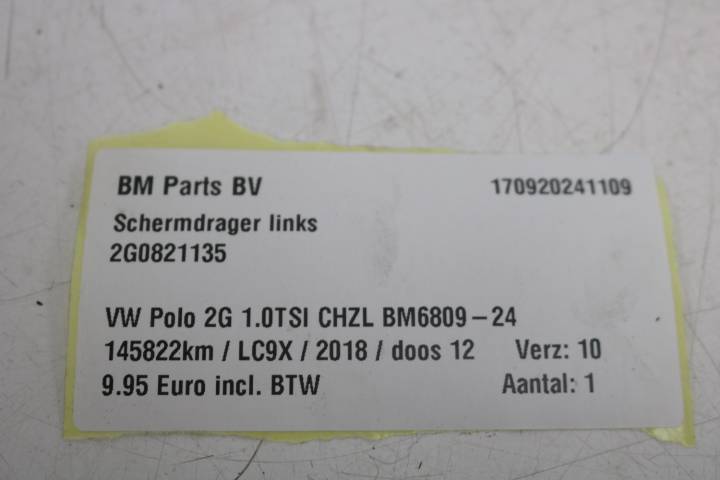 BM Parts BV 170920241109
Schermdrager links
2G0821135
VW Polo 2G 1.0TSI CHZL BM6809-24
145822km / LC9X / 2018 / doos 12 Verz: 10
9.95 Euro incl. BTW Aantal: 1